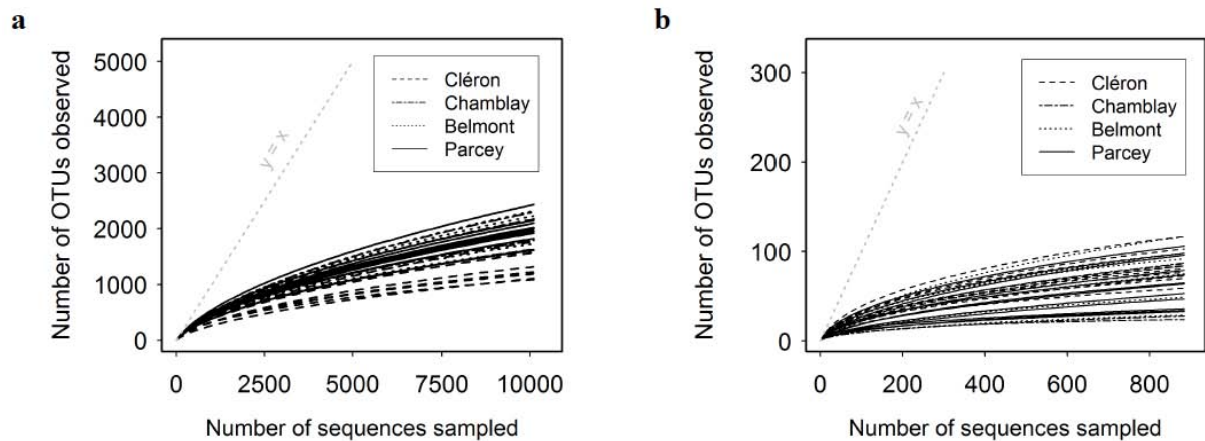 a
Number of OTUs observed
5000
4000
3000
2000
1000
0
y = x
Cléron
Chamblay
Belmont
Parcey
0 2500 5000 7500 10000
Number of sequences sampled
b
Number of OTUs observed
300
200
100
0
y = x
Cléron
Chamblay
Belmont
Parcey
0 200 400 600 800
Number of sequences sampled